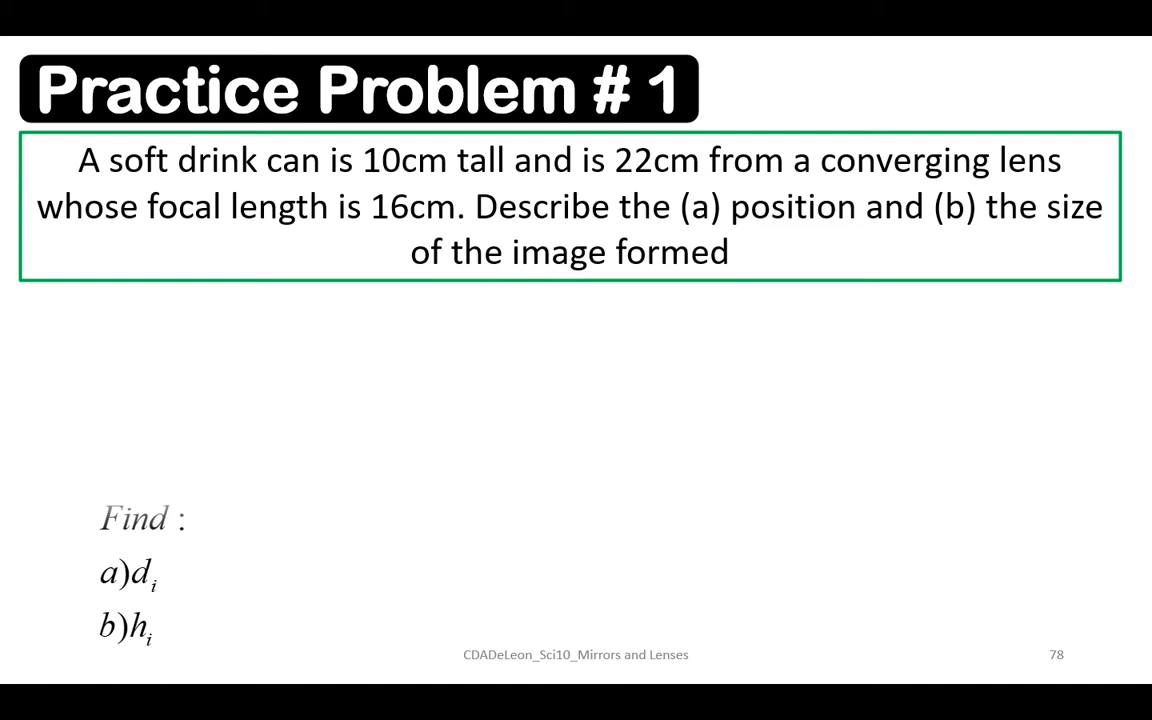 Practice Problem # 1
A soft drink can is 10cm tall and is 22cm from a converging lens
whose focal length is 16cm. Describe the (a) position and (b) the size
of the image formed
Find :
a)dᵢ
b)hᵢ
CDADeLeon_Sci10_Mirrors and Lenses
78